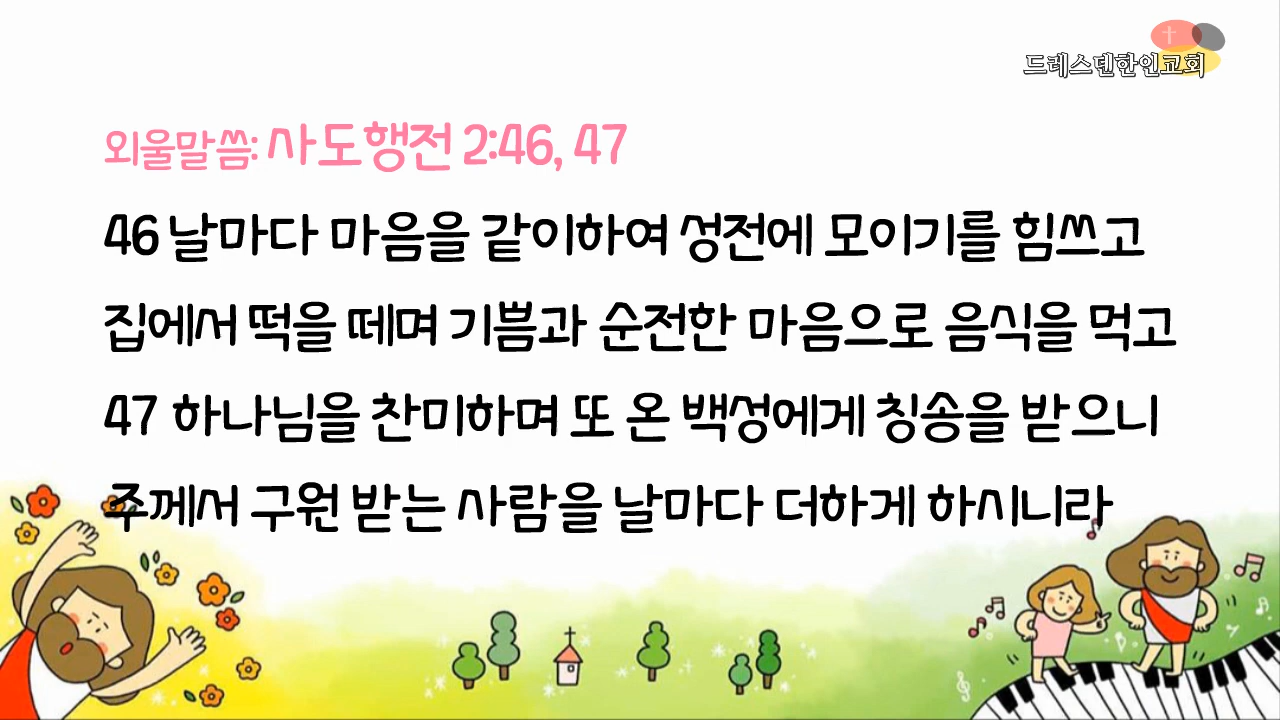 드레스덴한인교회
외울말씀: 사도행전 2:46, 47
46 날마다 마음을 같이하여 성전에 모이기를 힘쓰고
집에서 떡을 떼며 기쁨과 순전한 마음으로 음식을 먹고
47 하나님을 찬미하며 또 온 백성에게 칭송을 받으니
주께서 구원 받는 사람을 날마다 더하게 하시니라